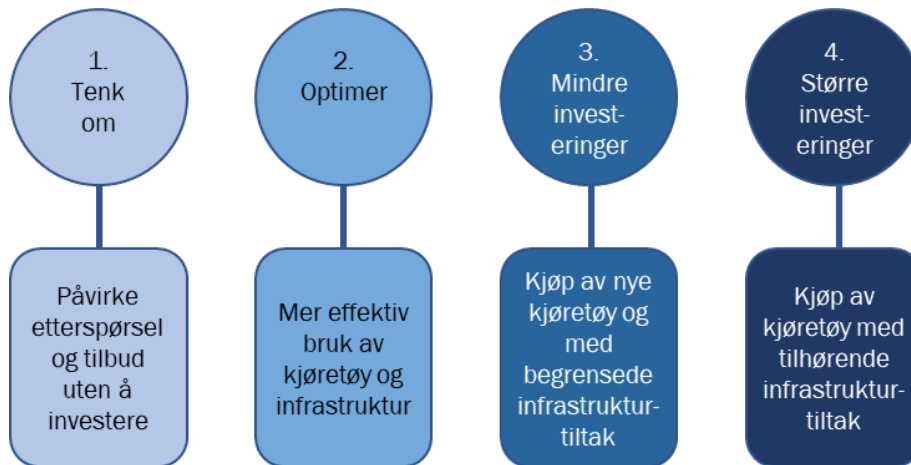 1.
Tenk
om
2.
Optimer
3.
Mindre
invest-
eringer
4.
Større
invest-
eringer
Påvirke
etterspørsel
og tilbud
uten å
investere
Mer effektiv
bruk av
kjøretøy og
infrastruktur
Kjøp av nye
kjøretøy og
med
begrensede
infrastruktur-
tiltak
Kjøp av
kjøretøy med
tilhørende
infrastruktur-
tiltak